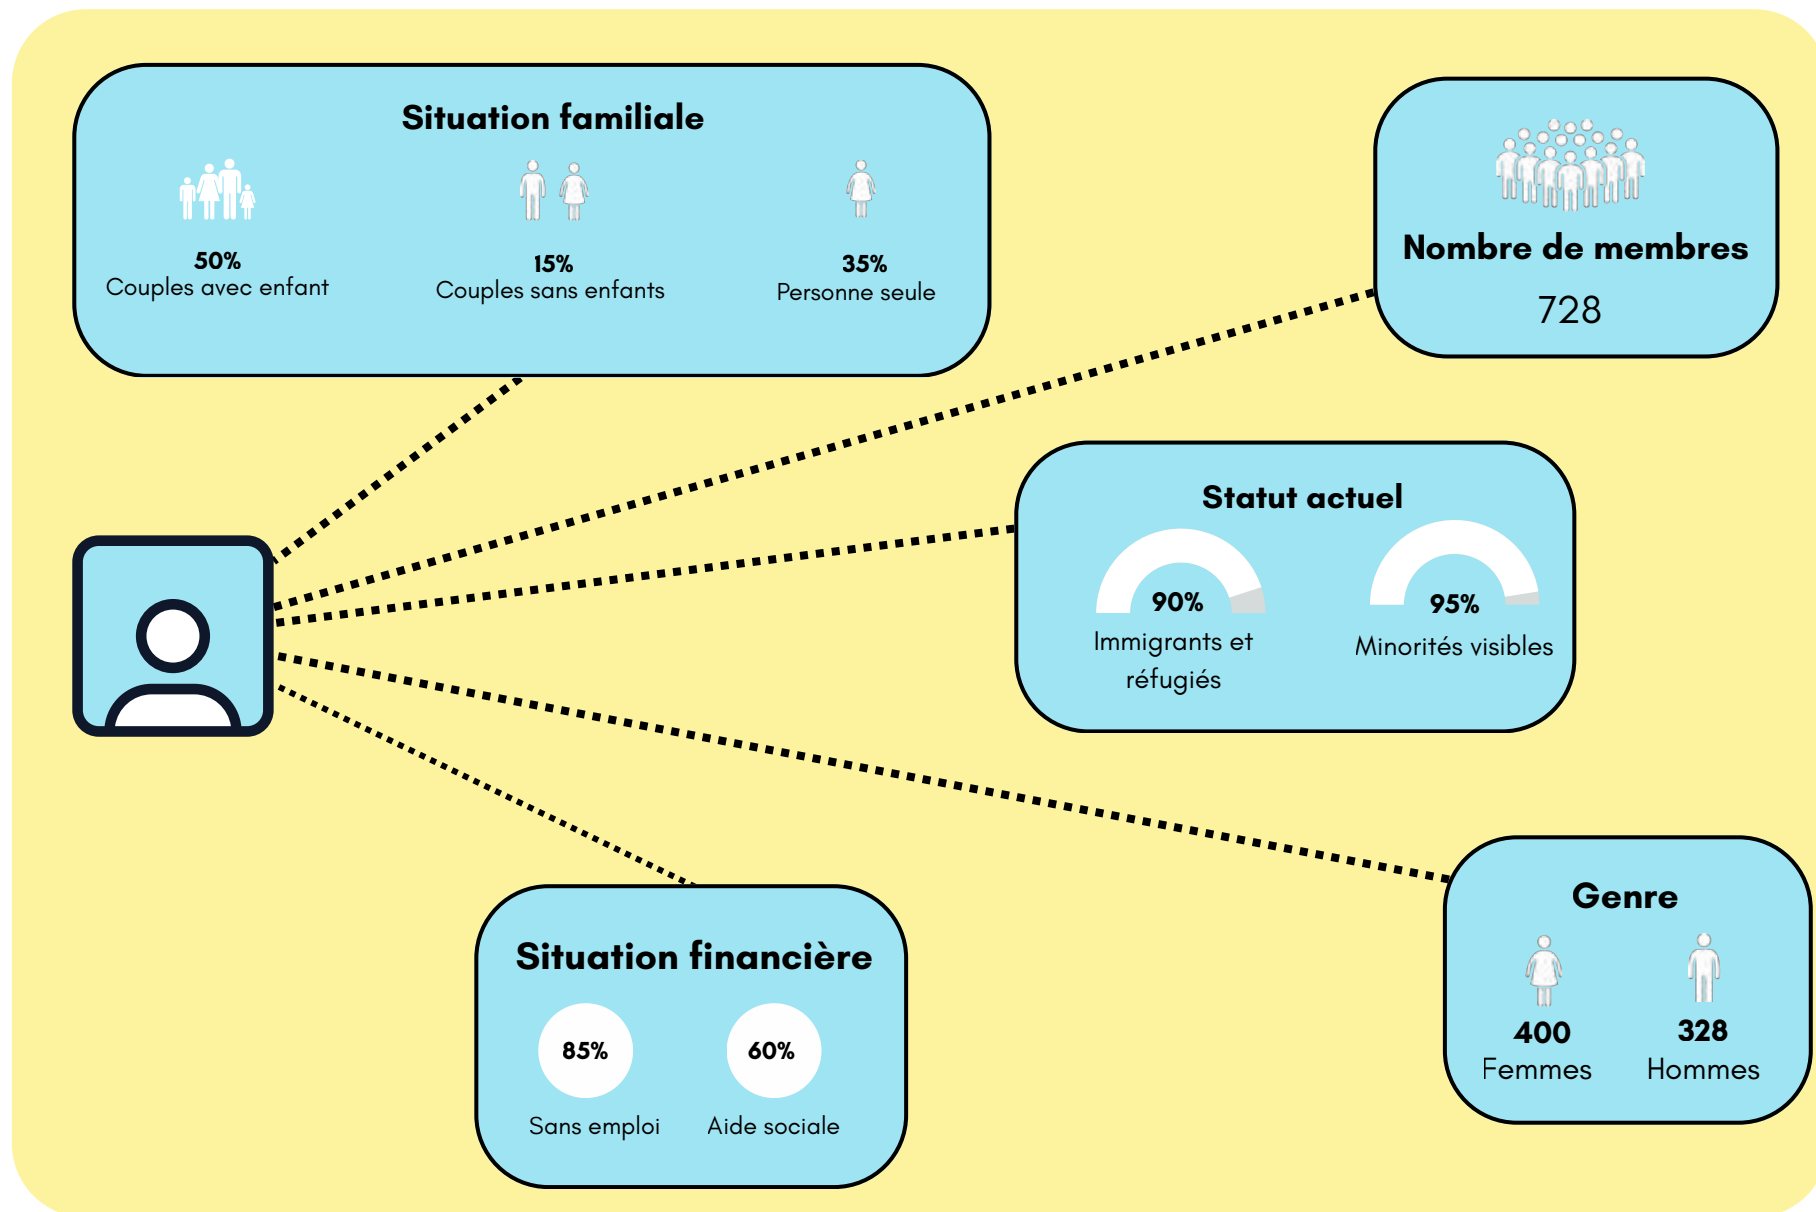 Situation familiale
50%
Couples avec enfant
15%
Couples sans enfants
35%
Personne seule
Nombre de membres
728
Statut actuel
90%
Immigrants et
réfugiés
95%
Minorités visibles
Situation financière
85%
Sans emploi
60%
Aide sociale
Genre
400
Femmes
328
Hommes